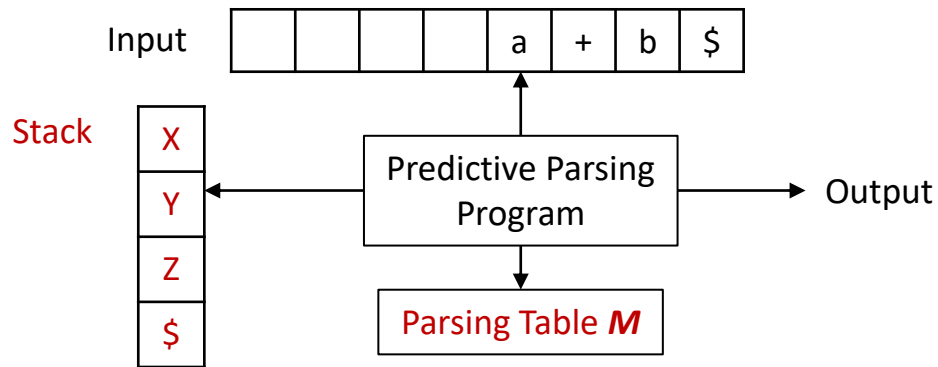 Input a + b $
Stack X
Y
Z
$
Predictive Parsing
Program
Output
Parsing Table M